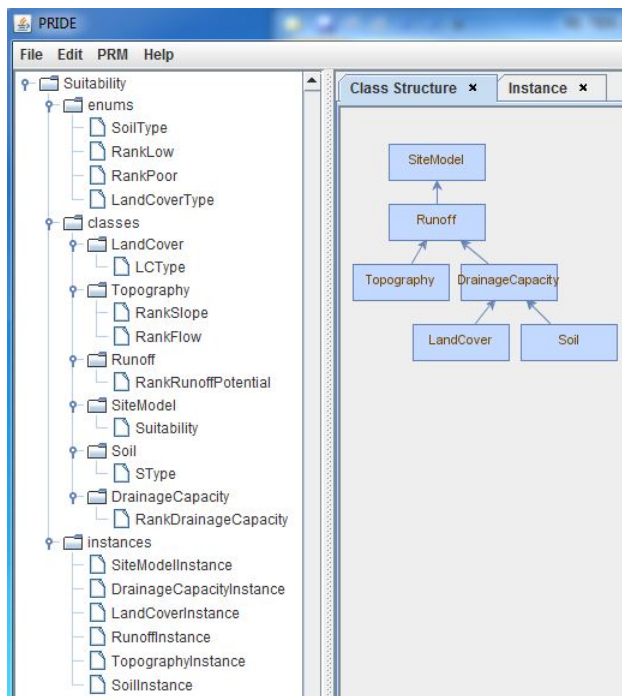 PRIDE
File Edit PRM Help
Suitability
enums
SoilType
RankLow
RankPoor
LandCoverType
classes
LandCover
LCType
Topography
RankSlope
RankFlow
Runoff
RankRunoffPotential
SiteModel
Suitability
Soil
SType
DrainageCapacity
RankDrainageCapacity
instances
SiteModelInstance
DrainageCapacityInstance
LandCoverInstance
RunoffInstance
TopographyInstance
SoilInstance
Class Structure × Instance ×
SiteModel
Runoff
Topography DrainageCapacity
LandCover Soil